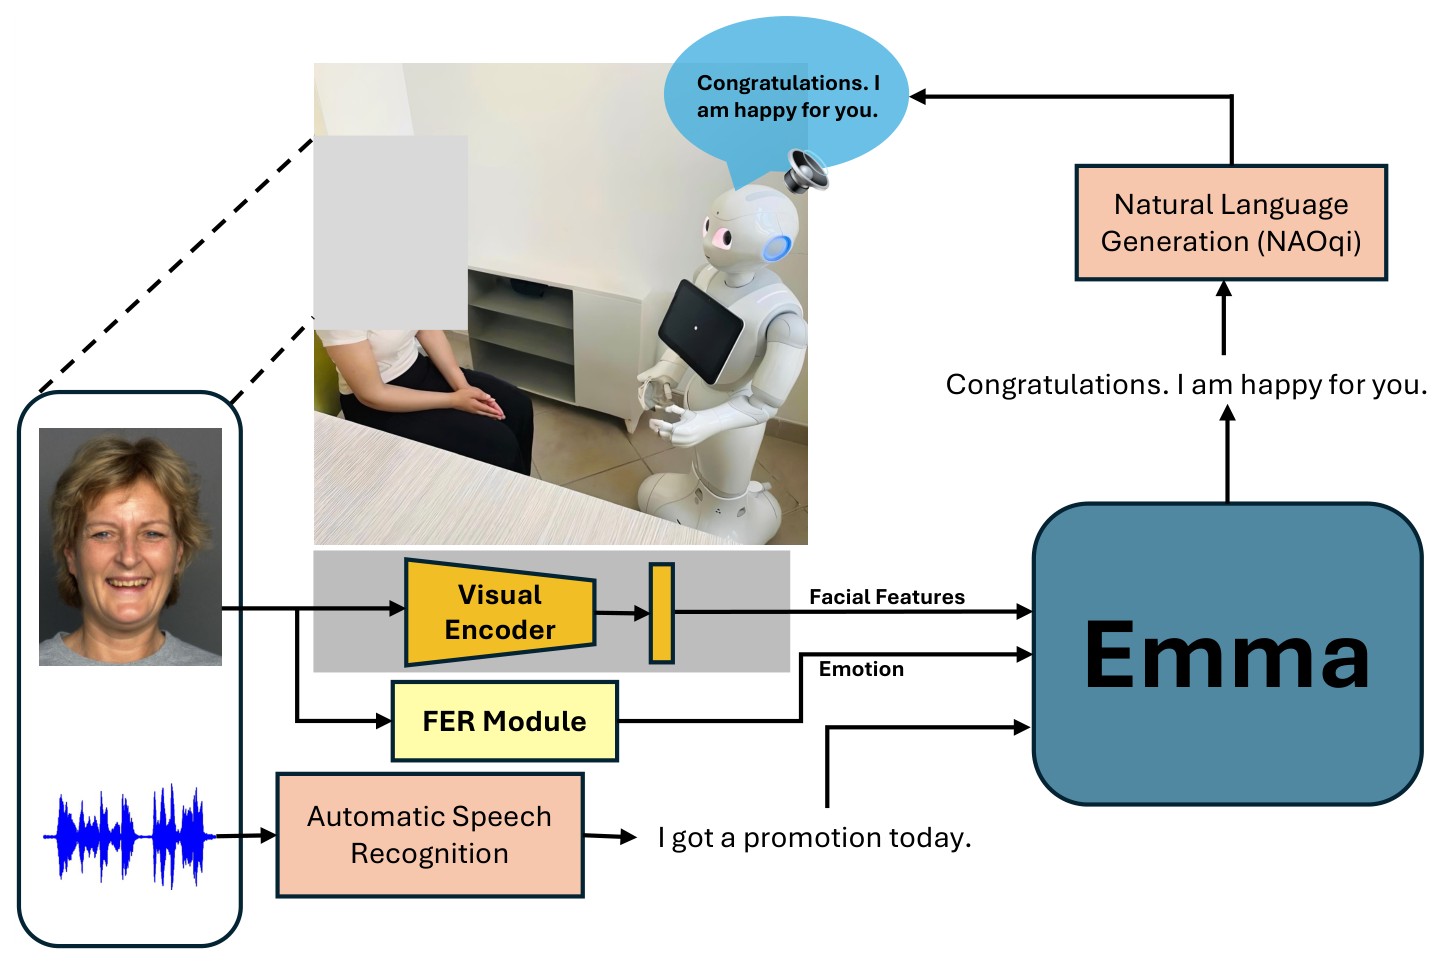 Congratulations. I
am happy for you.
Natural Language
Generation (NAOqi)
Congratulations. I am happy for you.
Visual
Encoder
Facial Features
Emotion
Emma
FER Module
Automatic Speech
Recognition
I got a promotion today.